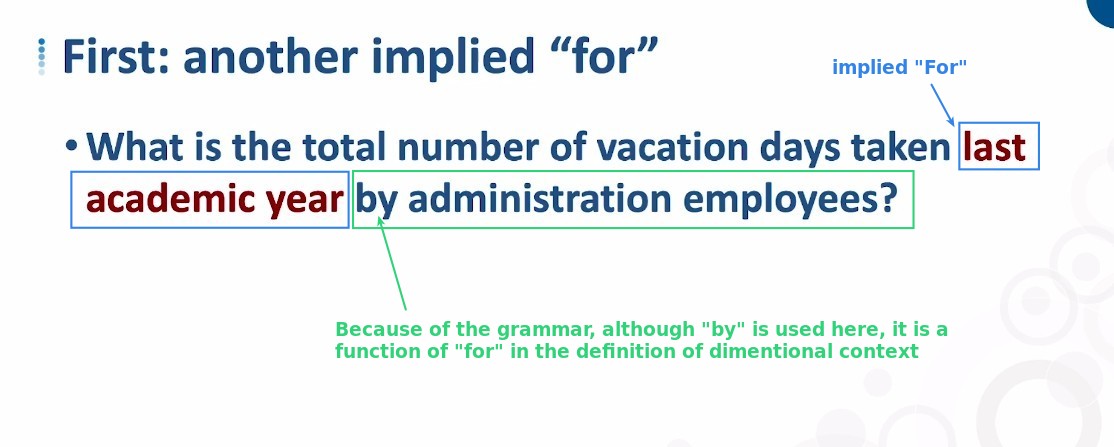 First: another implied “for”
implied "For"
• What is the total number of vacation days taken last
academic year by administration employees?
Because of the grammar, although "by" is used here, it is a
function of "for" in the definition of dimentional context